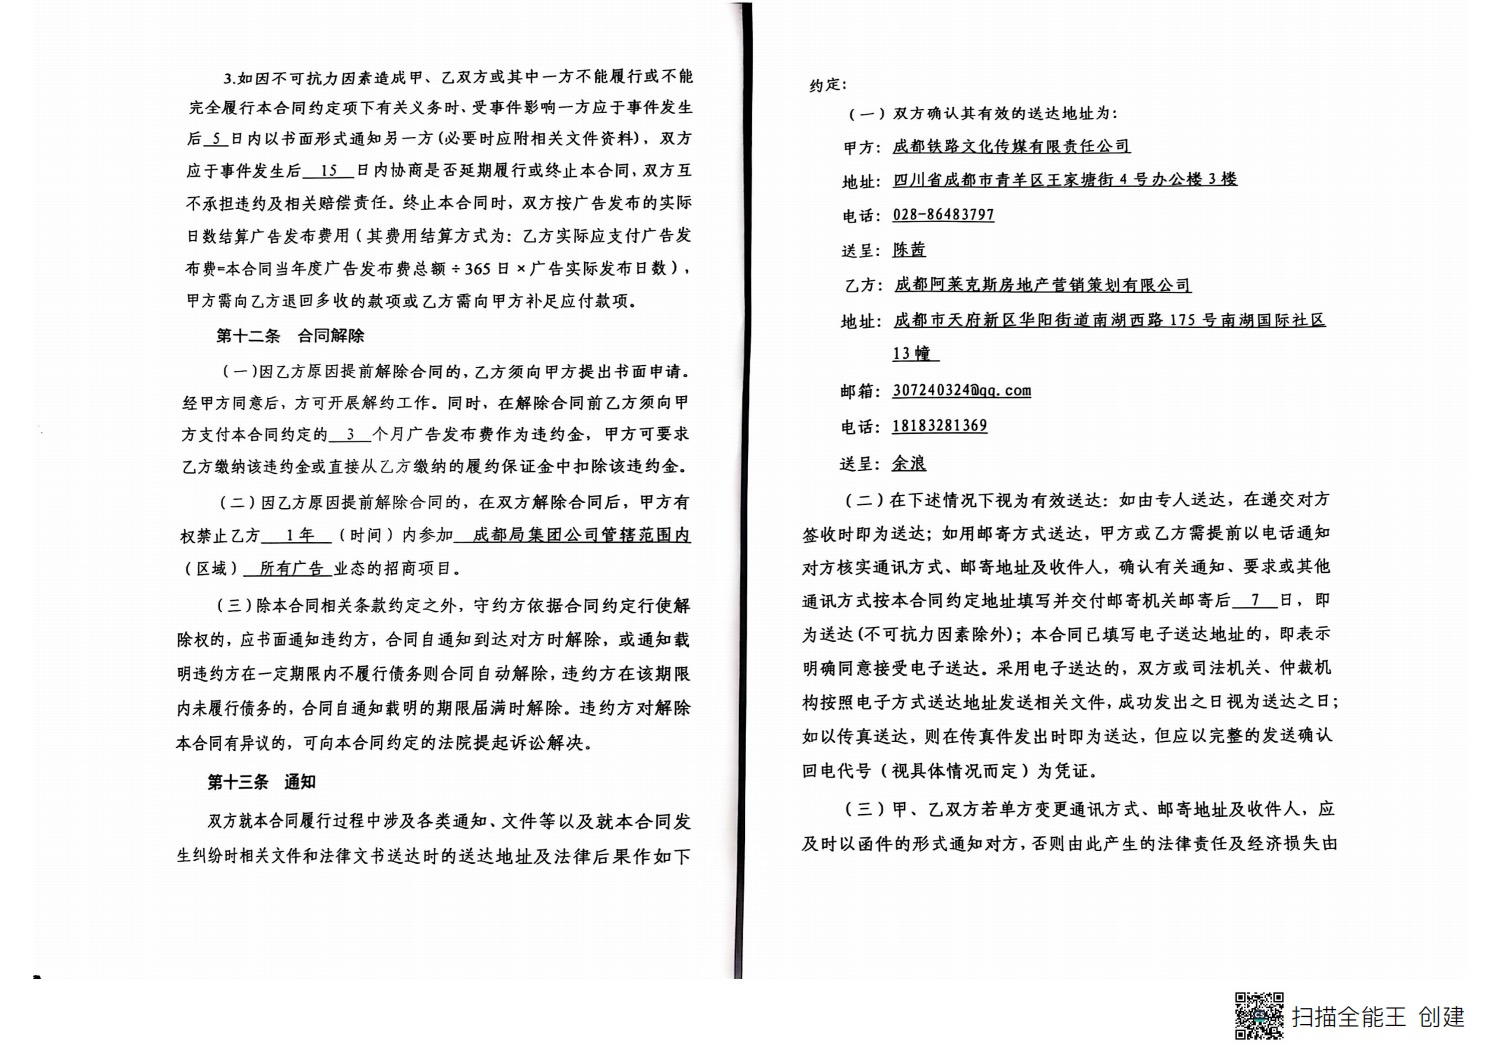 3.如因不可抗力因素造成甲、乙双方或其中一方不能履行或不能
完全履行本合同约定项下有关义务时、受事件影响一方应于事件发生
后 5 日内以书面形式通知另一方(必要时应附相关文件资料)，双方
应于事件发生后 15 日内协商是否延期履行或终止本合同,双方互
不承担违约及相关赔偿责任。终止本合同时，双方按广告发布的实际
日数结算广告发布费用（其费用结算方式为：乙方实际应支付广告发
布费=本合同当年度广告发布费总额÷365日×广告实际发布日数），
甲方需向乙方退回多收的款项或乙方需向甲方补足应付款项。
第十二条 合同解除
（一)因乙方原因提前解除合同的,乙方须向甲方提出书面申请。
经甲方同意后，方可开展解约工作。同时，在解除合同前乙方须向甲
方支付本合同约定的 3 个月广告发布费作为违约金，甲方可要求
乙方缴纳该违约金或直接从乙方缴纳的履约保证金中扣除该违约金。
（二）因乙方原因提前解除合同的，在双方解除合同后，甲方有
权禁止乙方 1年 （时间）内参加 成都局集团公司管辖范围内
（区域） 所有广告 业态的招商项目。
（三）除本合同相关条款约定之外，守约方依据合同约定行使解
除权的，应书面通知违约方，合同自通知到达对方时解除，或通知载
明违约方在一定期限内不履行债务则合同自动解除，违约方在该期限
内未履行债务的，合同自通知载明的期限届满时解除。违约方对解除
本合同有异议的，可向本合同约定的法院提起诉讼解决。
第十三条 通知
双方就本合同履行过程中涉及各类通知、文件等以及就本合同发
生纠纷时相关文件和法律文书送达时的送达地址及法律后果作如下
约定：
（一）双方确认其有效的送达地址为：
甲方：成都铁路文化传媒有限责任公司
地址：四川省成都市青羊区王家塘街4号办公楼3楼
电话：028-86483797
送呈：陈茜
乙方：成都阿莱克斯房地产营销策划有限公司
地址：成都市天府新区华阳街道南湖西路175号南湖国际社区
13幢
邮箱：307240324@qq.com
电话：18183281369
送呈：余浪
（二）在下述情况下视为有效送达：如由专人送达，在递交对方
签收时即为送达；如用邮寄方式送达，甲方或乙方需提前以电话通知
对方核实通讯方式、邮寄地址及收件人，确认有关通知、要求或其他
通讯方式按本合同约定地址填写并交付邮寄机关邮寄后 7 日，即
为送达(不可抗力因素除外)；本合同已填写电子送达地址的，即表示
明确同意接受电子送达。采用电子送达的，双方或司法机关、仲裁机
构按照电子方式送达地址发送相关文件,成功发出之日视为送达之日；
如以传真送达，则在传真件发出时即为送达，但应以完整的发送确认
回电代号（视具体情况而定）为凭证。
（三）甲、乙双方若单方变更通讯方式、邮寄地址及收件人，应
及时以函件的形式通知对方,否则由此产生的法律责任及经济损失由
扫描全能王 创建